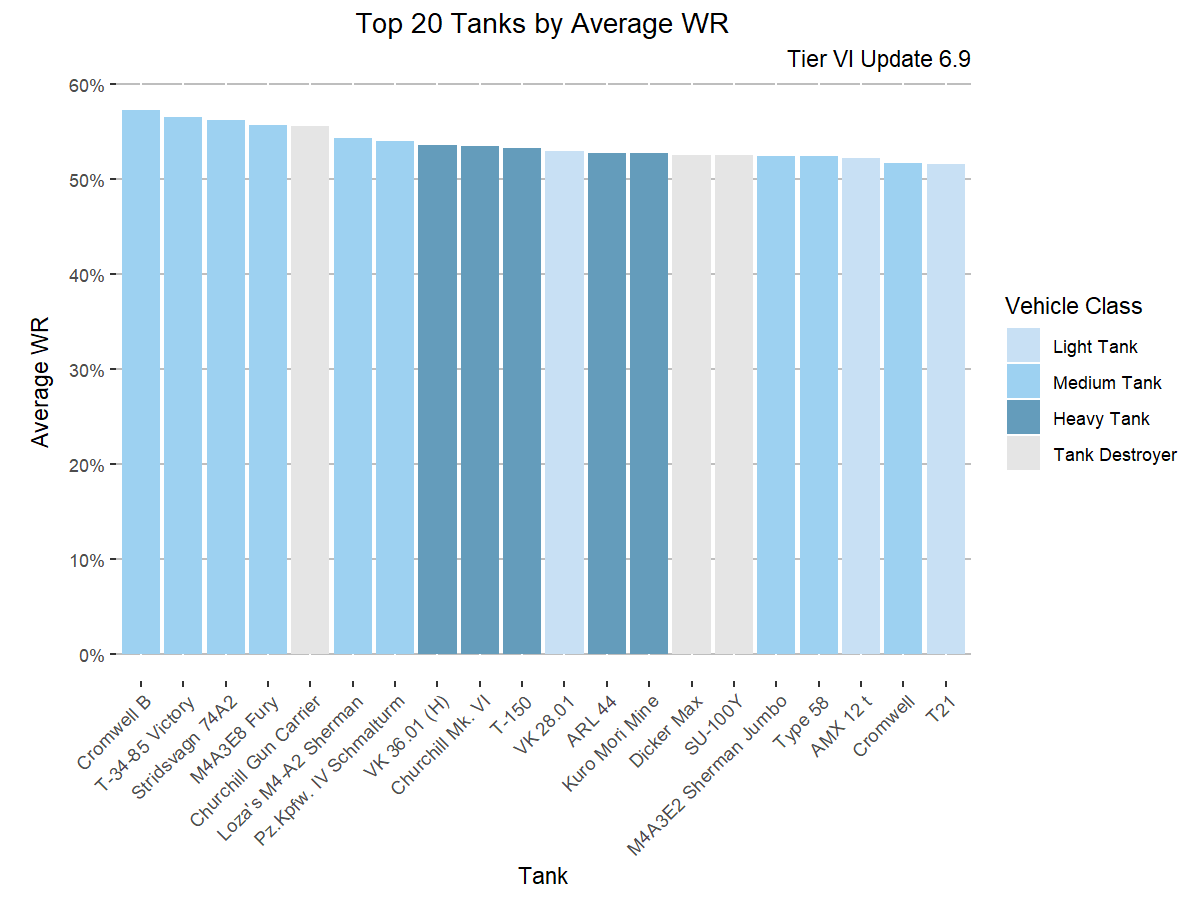 Top 20 Tanks by Average WR
Tier VI Update 6.9
60%
50%
40%
30%
20%
10%
0%
Average WR
Cromwell B
T-34-85 Victory
Stridsvagn 74A2
M4A3E8 Fury
Churchill Gun Carrier
Loza's M4-A2 Sherman
Pz.Kpfw. IV Schmalturm
VK 36.01 (H)
Churchill Mk. VI
T-150
VK 28.01
ARL 44
Kuro Mori Mine
Dicker Max
SU-100Y
M4A3E2 Sherman Jumbo
Type 58
AMX 12 t
Cromwell
T21
Tank
Vehicle Class
Light Tank
Medium Tank
Heavy Tank
Tank Destroyer